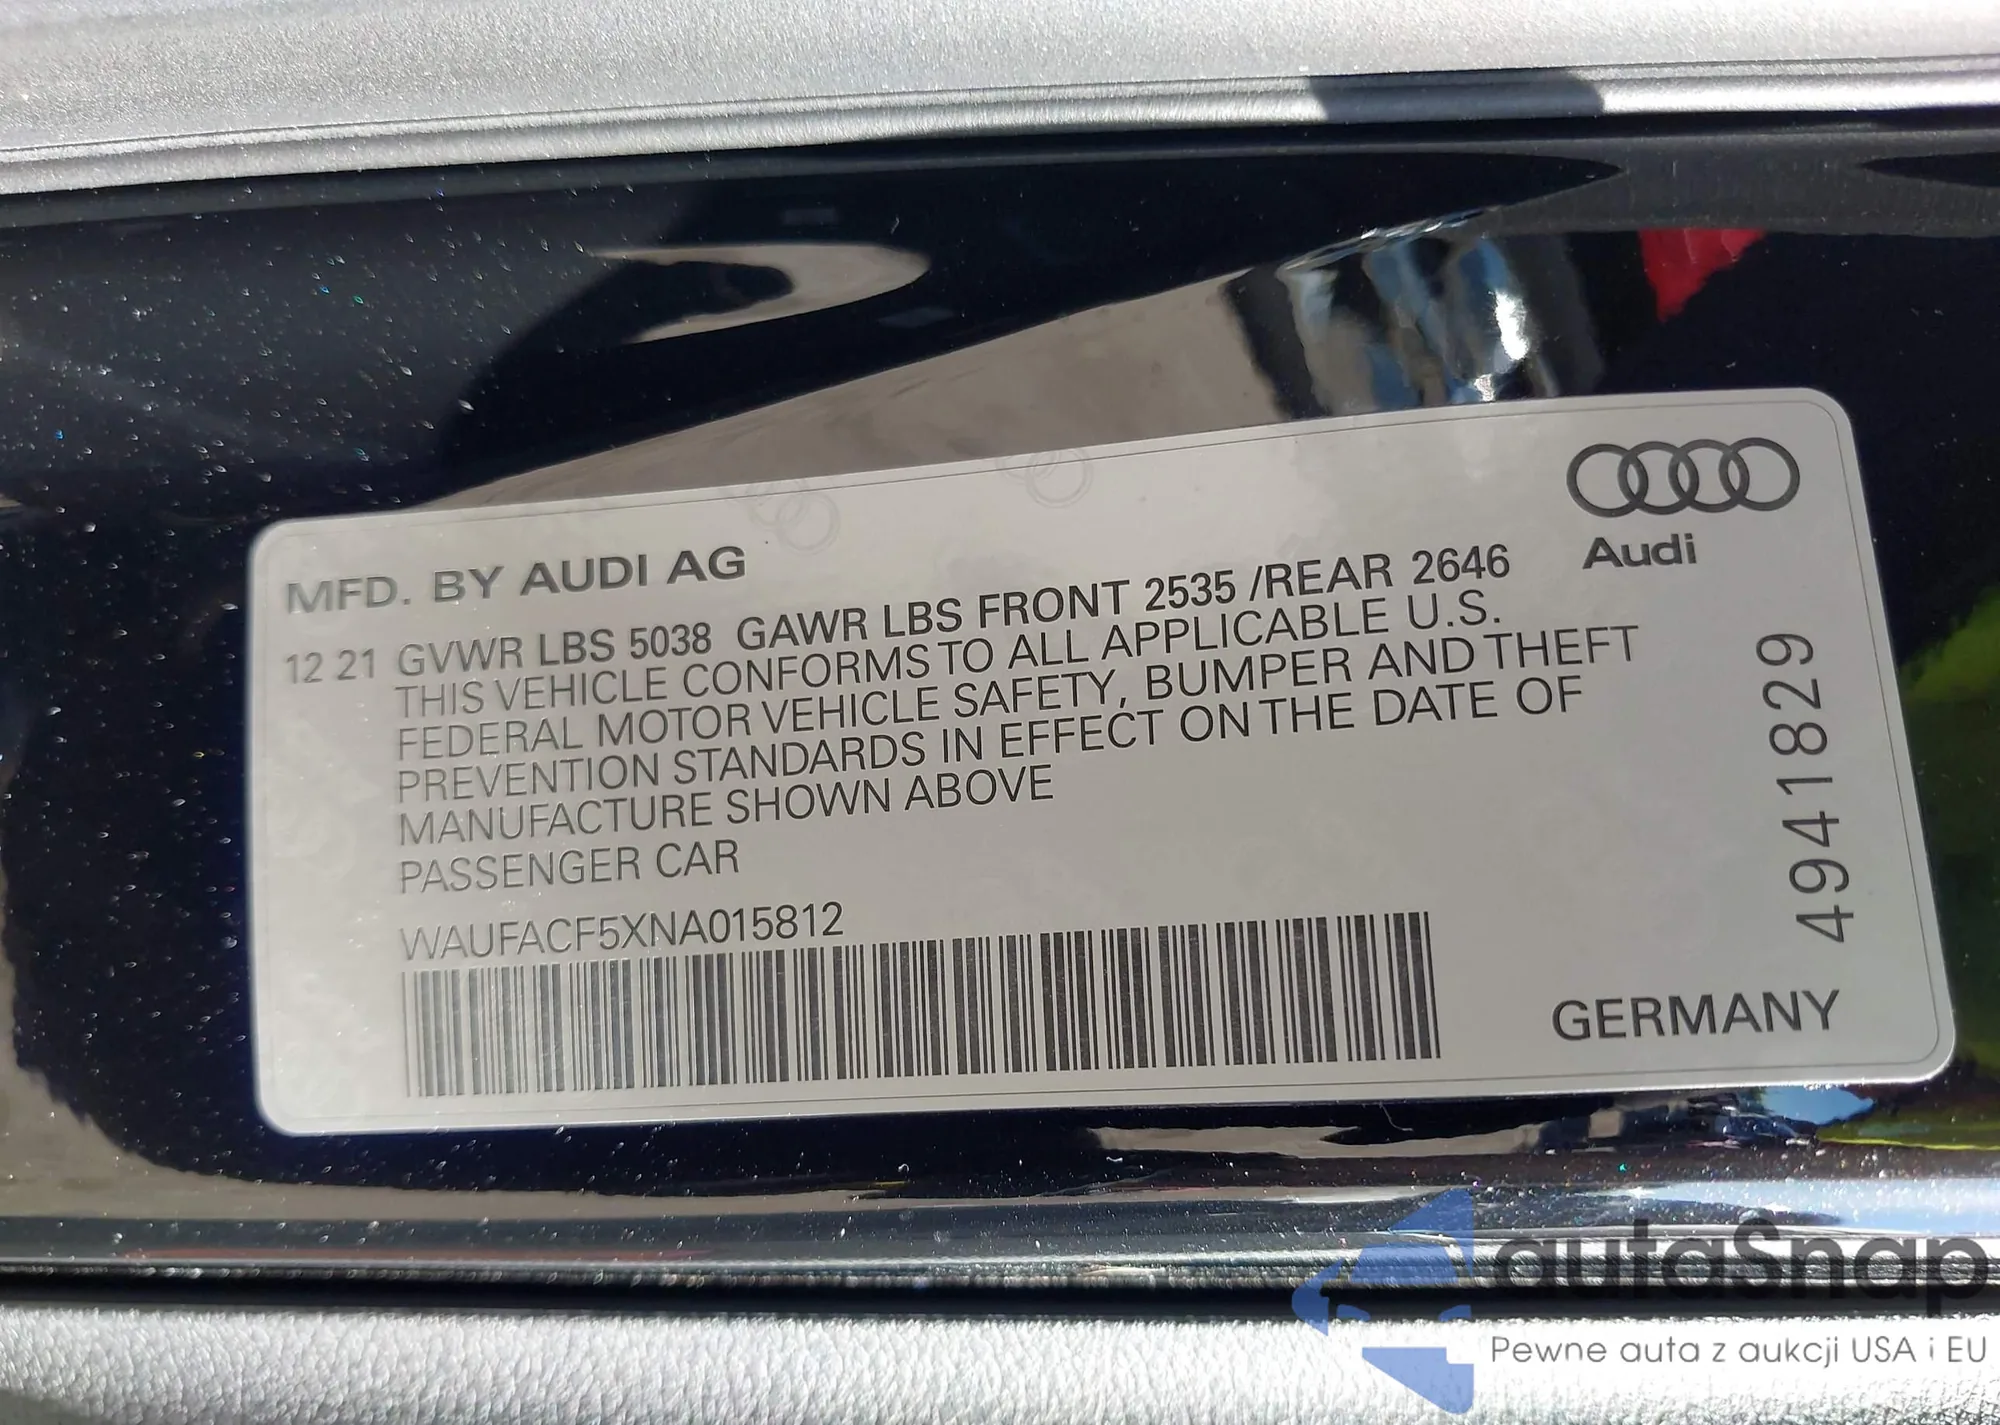 MFD. BY AUDI AG
12 21 GVWR LBS 5038 GAWR LBS FRONT 2535 /REAR 2646
THIS VEHICLE CONFORMS TO ALL APPLICABLE U.S.
FEDERAL MOTOR VEHICLE SAFETY, BUMPER AND THEFT
PREVENTION STANDARDS IN EFFECT ON THE DATE OF
MANUFACTURE SHOWN ABOVE
PASSENGER CAR
WAUFACF5XNA015812
Audi
4941829
GERMANY
autaSnap
Pewne auta z aukcji USA i EU